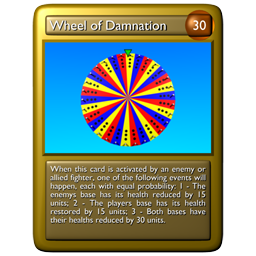 Wheel of Damnation
30
When this card is activated by an enemy or
allied fighter, one of the following events will
happen, each with equal probability: 1 - The
enemys base has its health reduced by 15
units; 2 - The players base has its health
restored by 15 units; 3 - Both bases have
their healths reduced by 30 units.